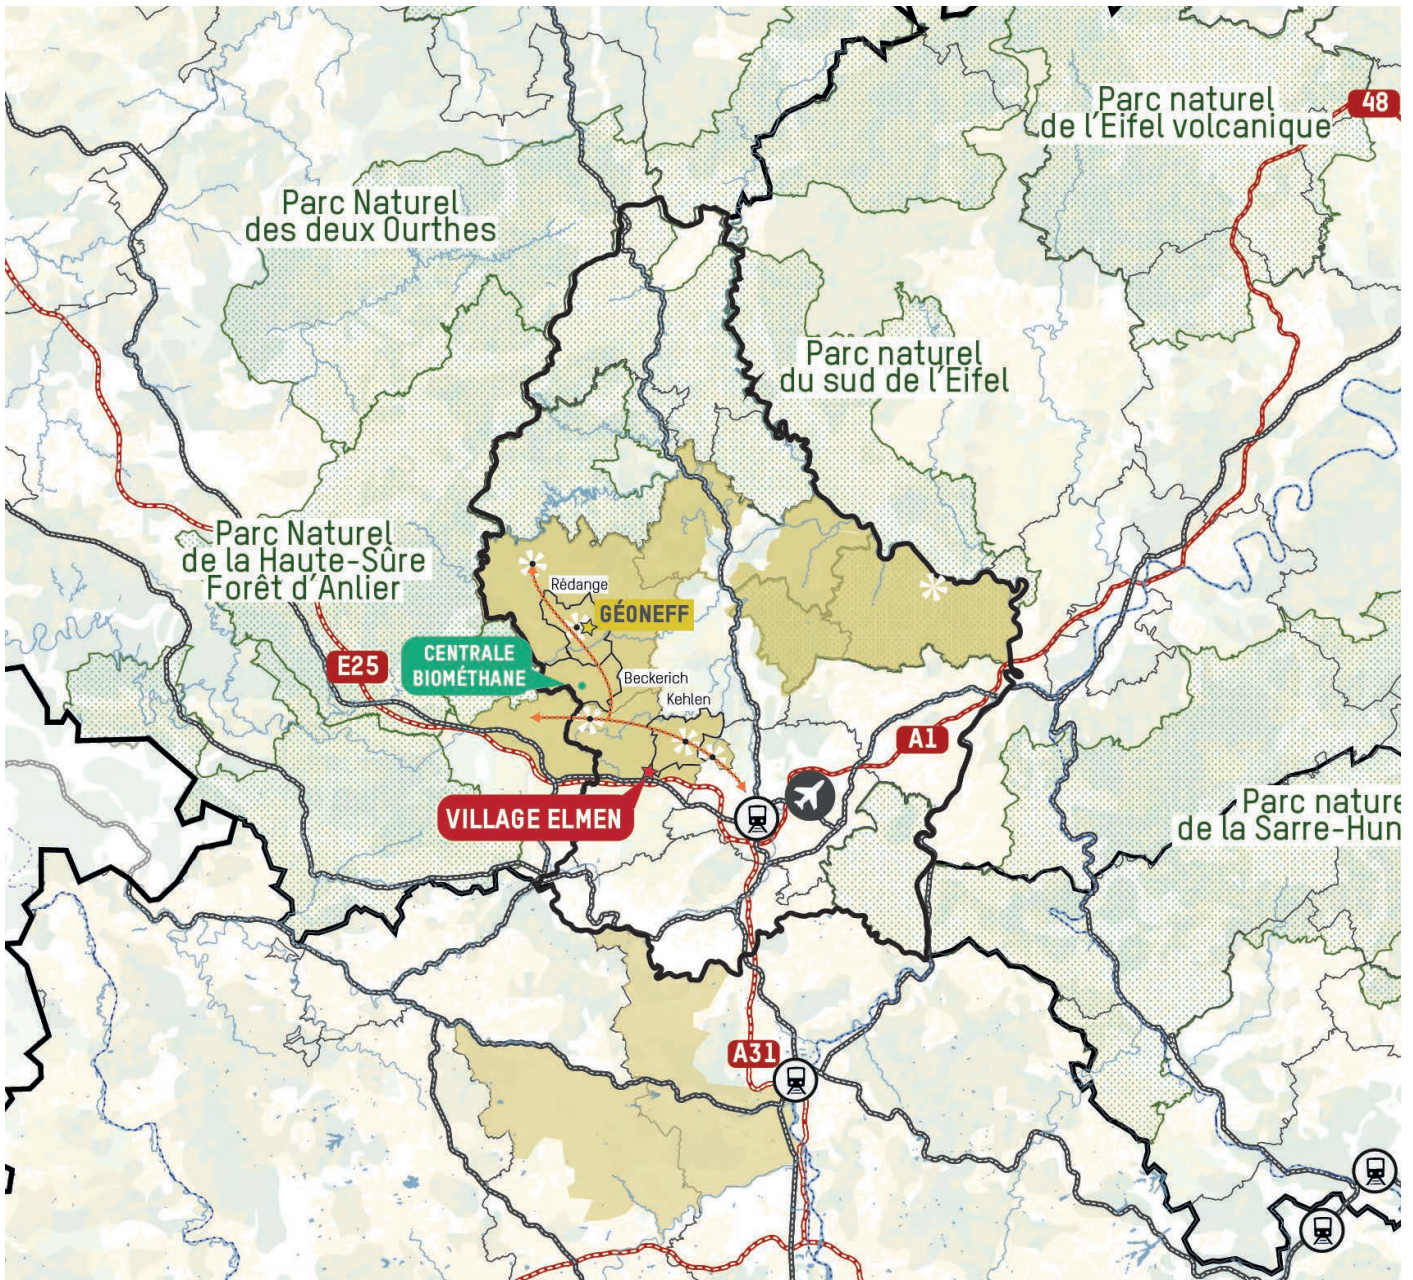 Parc naturel
de l'Eifel volcanique
48
Parc Naturel
des deux Ourthes
Parc naturel
du sud de l'Eifel
Parc Naturel
de la Haute-Sûre
Forêt d'Anlier
Rédange
GÉONEFF
CENTRALE
BIOMÉTHANE
E25
Beckerich
Kehlen
A1
VILLAGE ELMEN
Parc nature
de la Sarre-Hun
A31